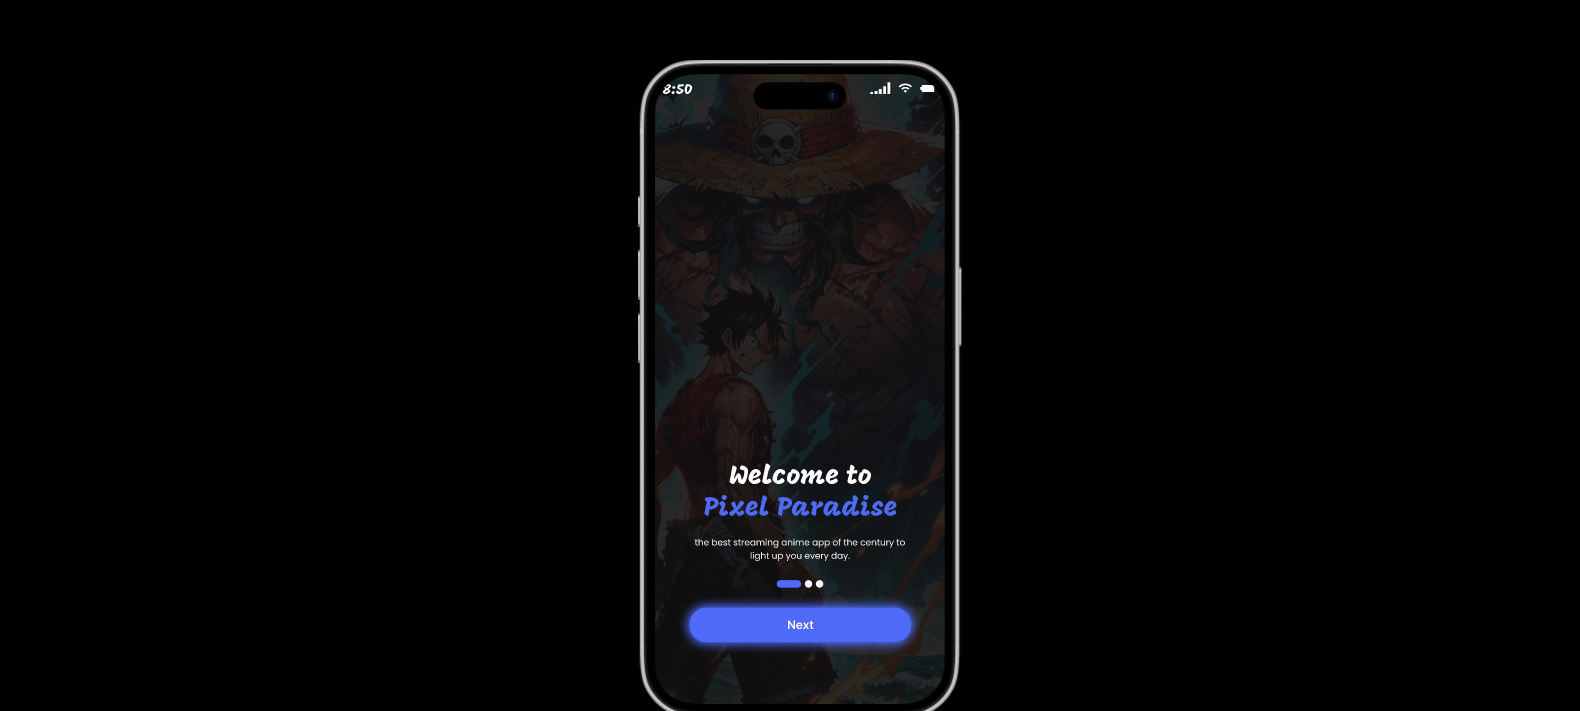 8:50
Welcome to
Pixel Paradise
the best streaming anime app of the century to
light up you every day.
Next